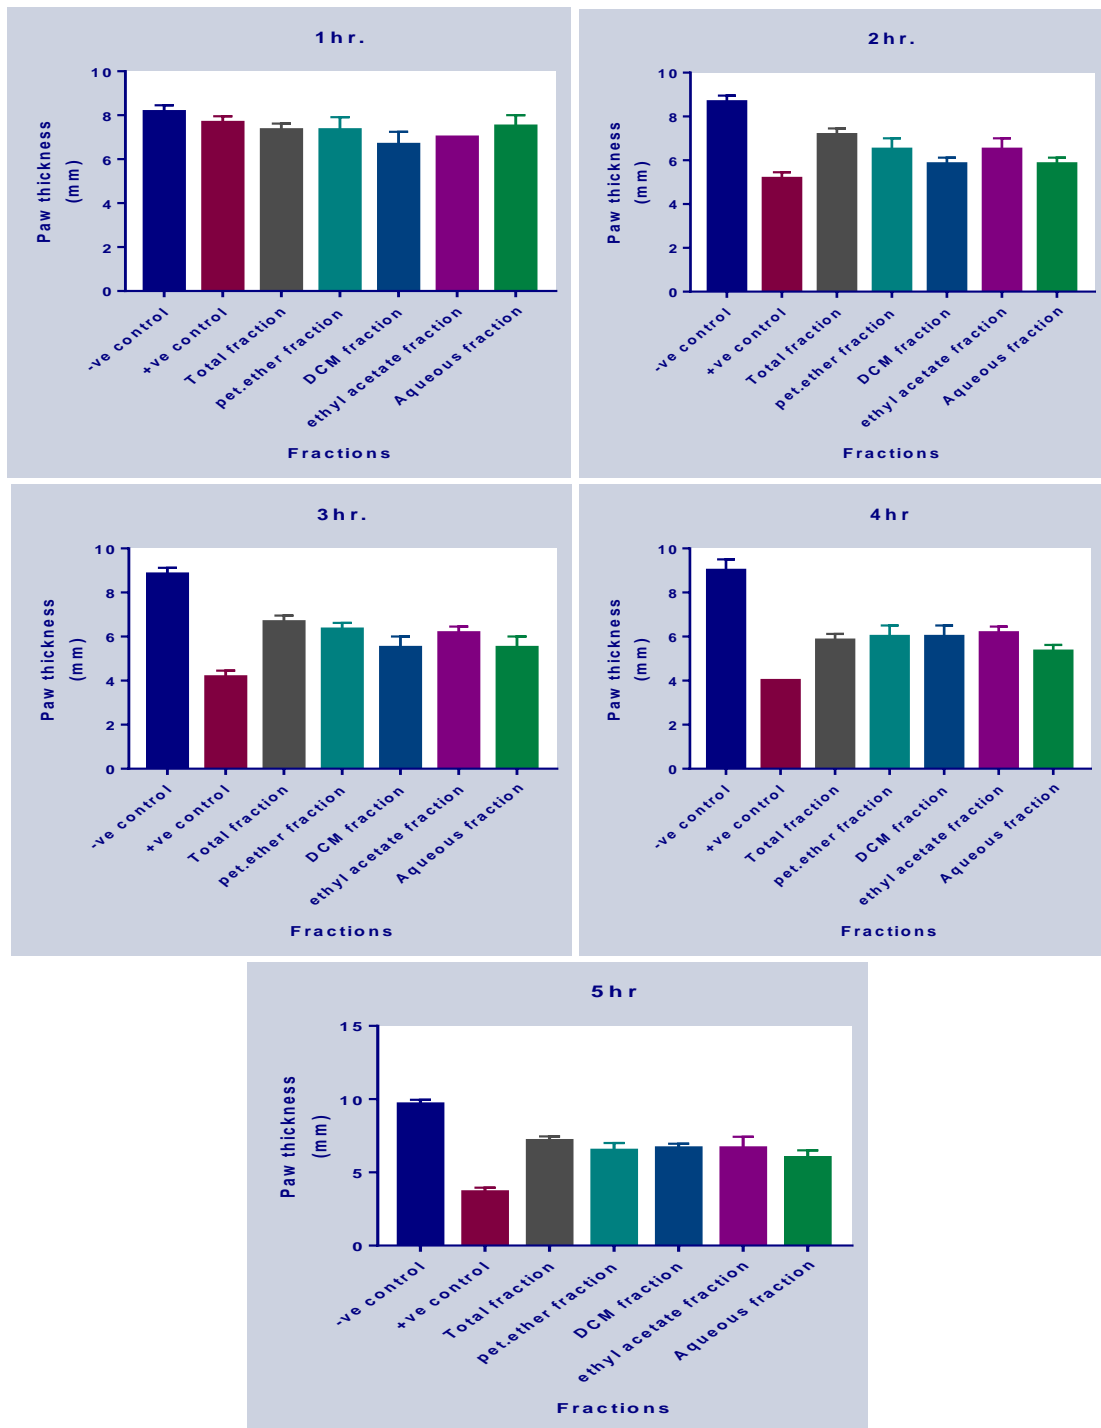 1hr.
Paw thickness
(mm)
10
8
6
4
2
0
-ve control
+ve control
Total fraction
pet.ether fraction
DCM fraction
ethyl acetate fraction
Aqueous fraction
Fractions
2hr.
Paw thickness
(mm)
10
8
6
4
2
0
-ve control
+ve control
Total fraction
pet.ether fraction
DCM fraction
ethyl acetate fraction
Aqueous fraction
Fractions
3hr.
Paw thickness
(mm)
10
8
6
4
2
0
-ve control
+ve control
Total fraction
pet.ether fraction
DCM fraction
ethyl acetate fraction
Aqueous fraction
Fractions
4hr
Paw thickness
(mm)
10
8
6
4
2
0
-ve control
+ve control
Total fraction
pet.ether fraction
DCM fraction
ethyl acetate fraction
Aqueous fraction
Fractions
5hr
Paw thickness
(mm)
15
10
5
0
-ve control
+ve control
Total fraction
pet.ether fraction
DCM fraction
ethyl acetate fraction
Aqueous fraction
Fractions